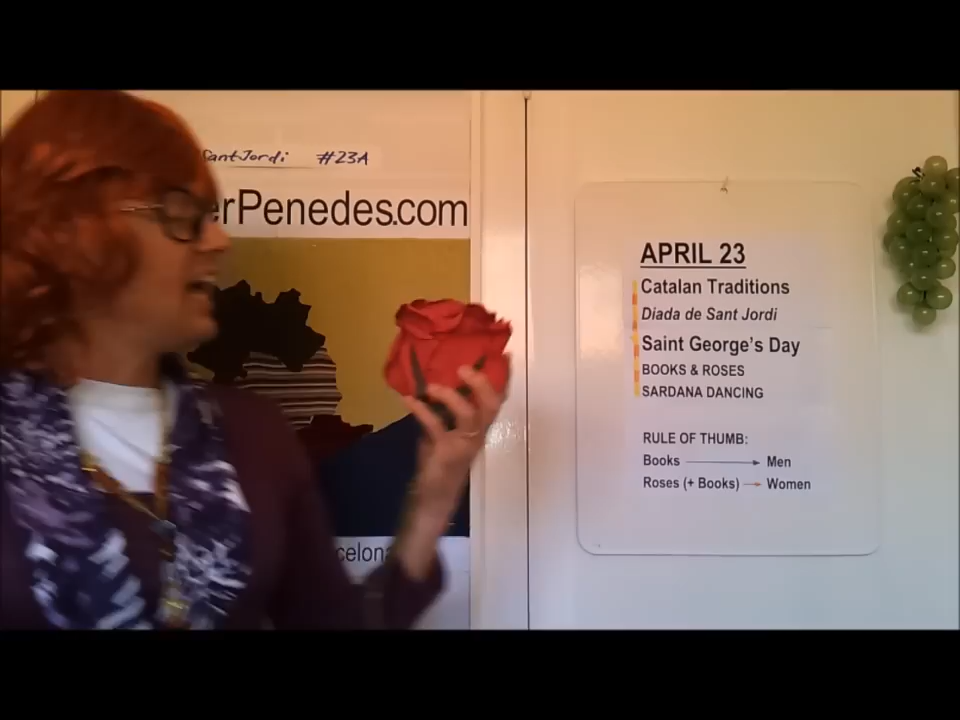 SantJordi #23A
erPenedes.com
celona
APRIL 23
Catalan Traditions
Diada de Sant Jordi
Saint George's Day
BOOKS & ROSES
SARDANA DANCING
RULE OF THUMB:
Books → Men
Roses (+ Books) → Women